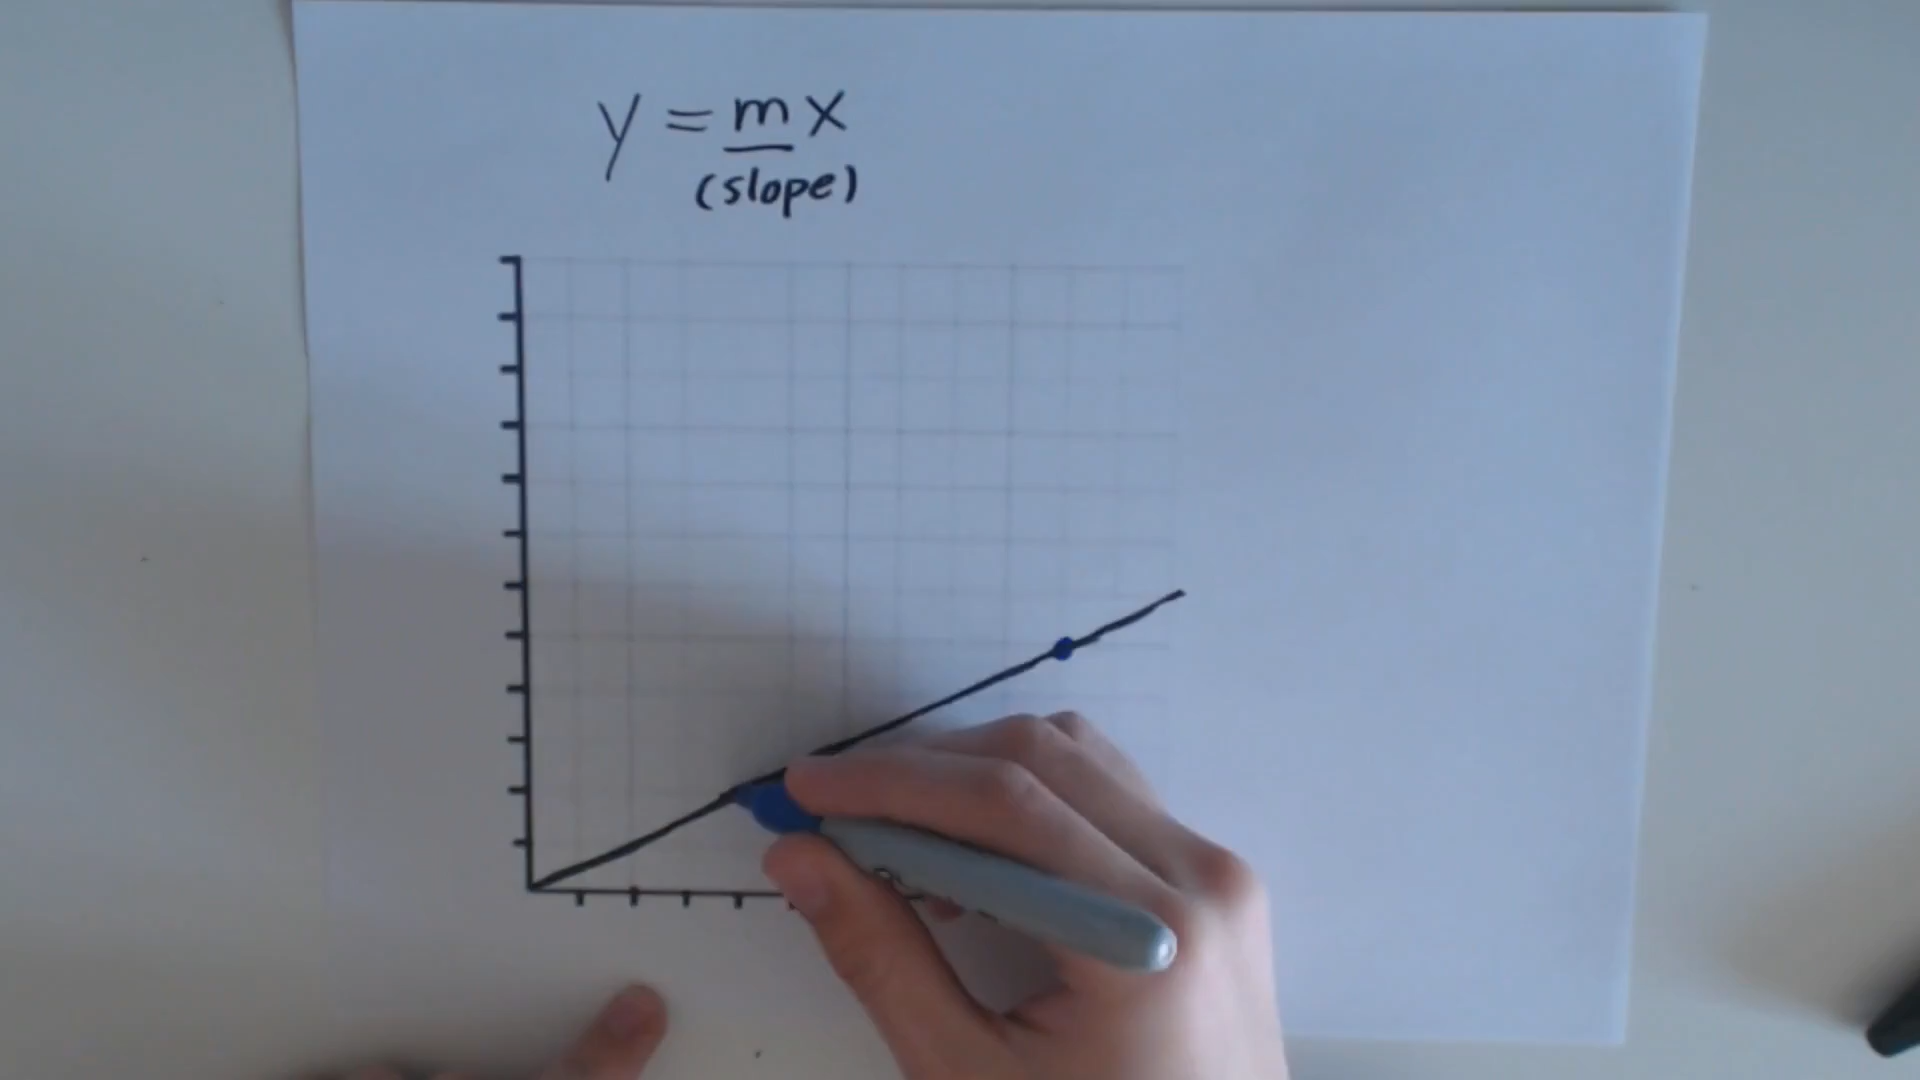 y = mx
(slope)